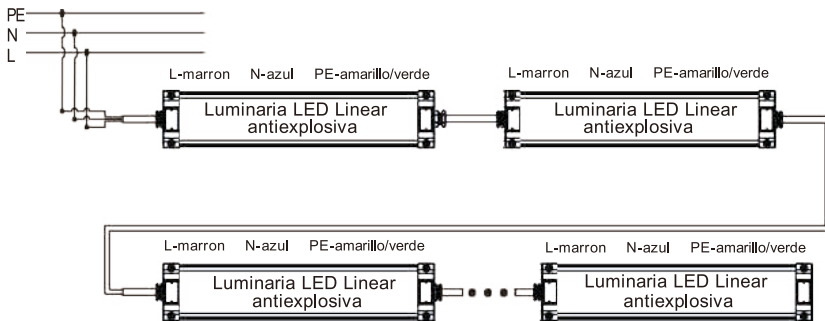 PE
N
L
L-marron N-azul PE-amarillo/verde
L-marron N-azul PE-amarillo/verde
Luminaria LED Linear
antiexplosiva
Luminaria LED Linear
antiexplosiva
L-marron N-azul PE-amarillo/verde
L-marron N-azul PE-amarillo/verde
Luminaria LED Linear
antiexplosiva
Luminaria LED Linear
antiexplosiva